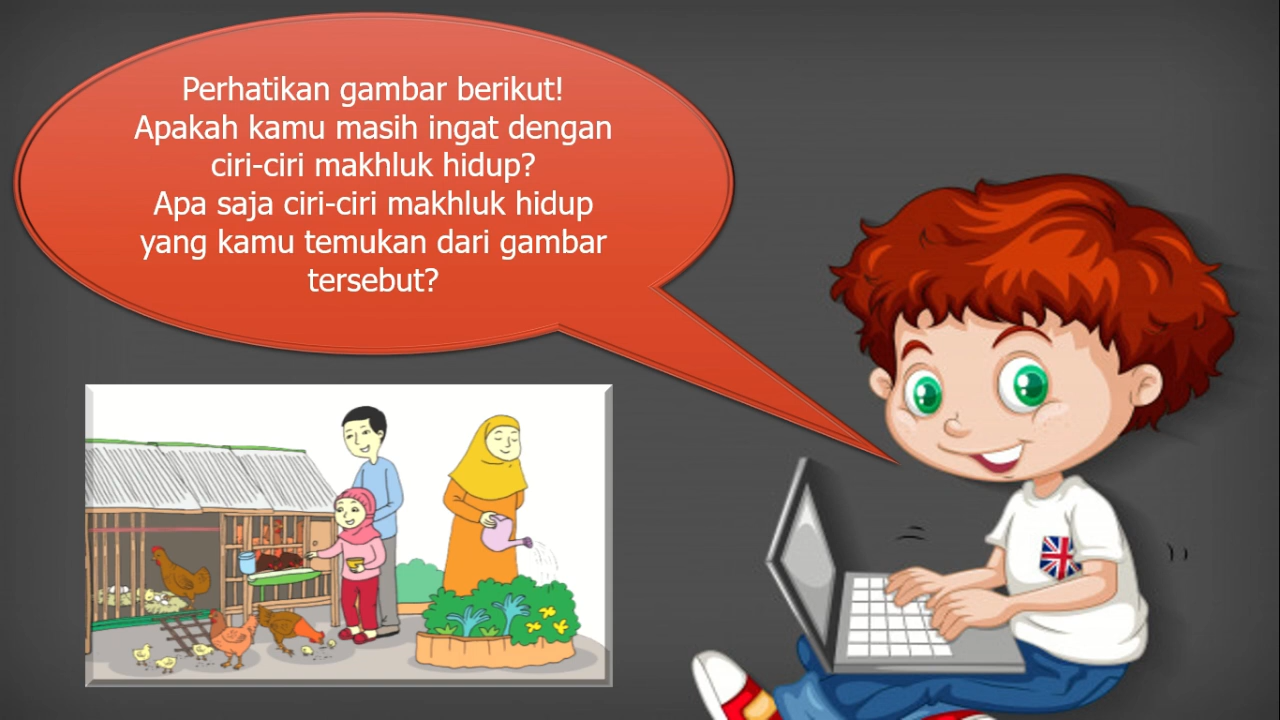 Perhatikan gambar berikut!
Apakah kamu masih ingat dengan
ciri-ciri makhluk hidup?
Apa saja ciri-ciri makhluk hidup
yang kamu temukan dari gambar
tersebut?